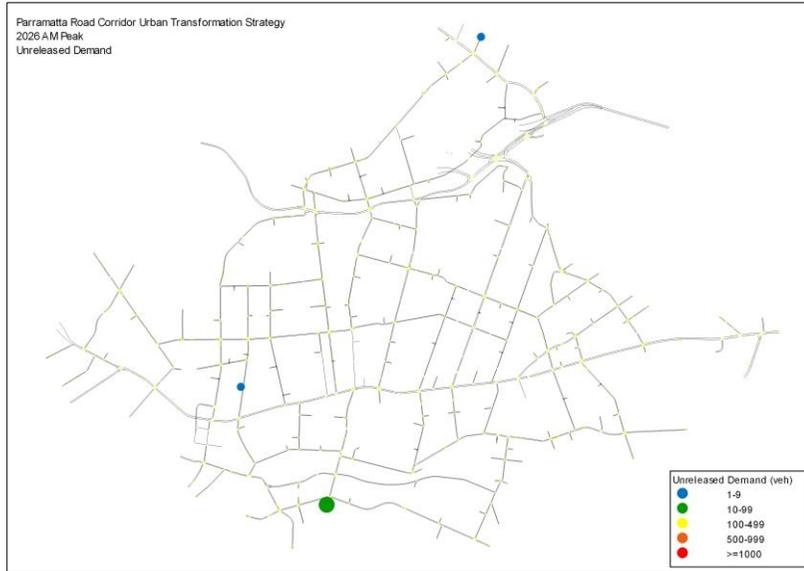 Parramatta Road Corridor Urban Transformation Strategy
2026 AM Peak
Unreleased Demand
Unreleased Demand (veh)
1-9
10-99
100-499
500-999
>=1000